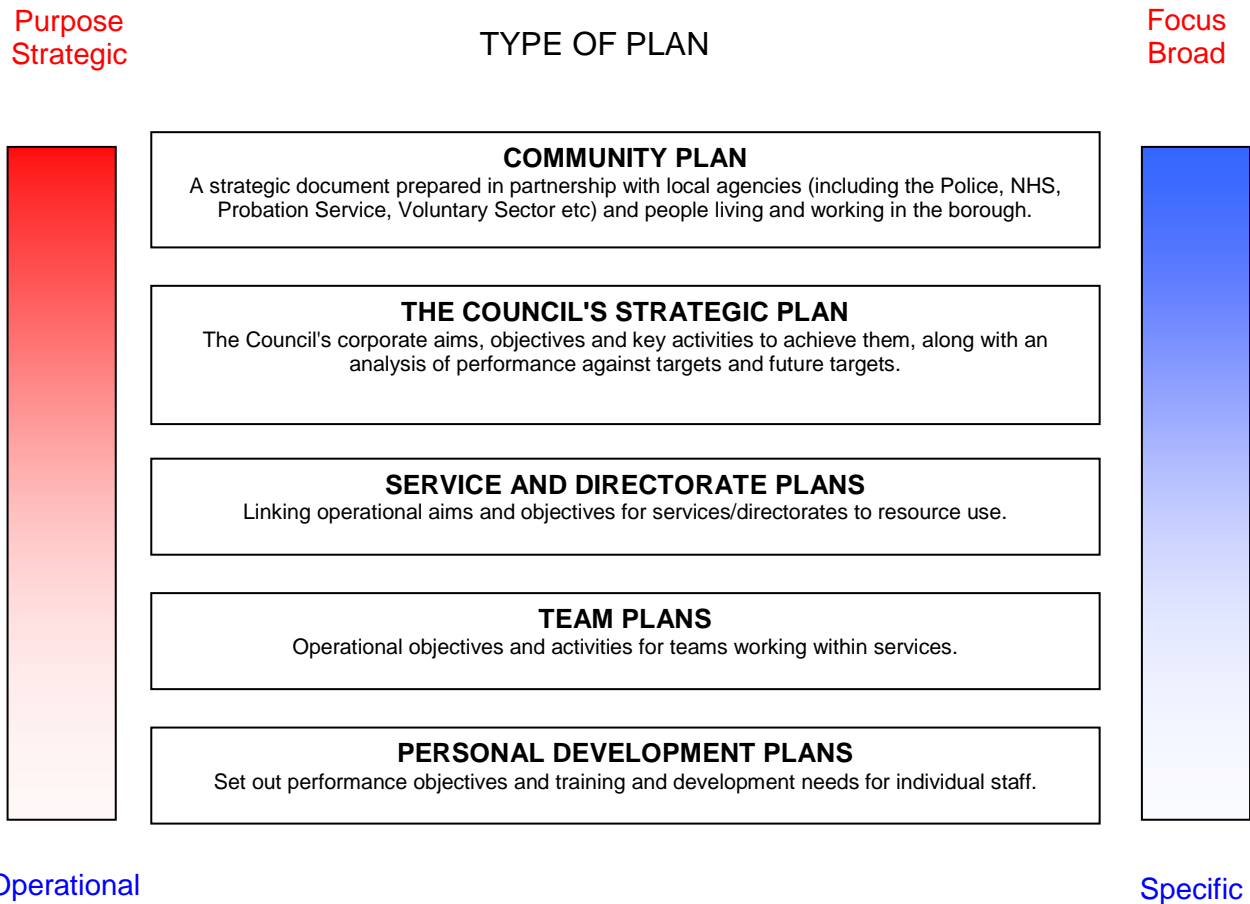 Purpose
Strategic
TYPE OF PLAN
Focus
Broad
COMMUNITY PLAN
A strategic document prepared in partnership with local agencies (including the Police, NHS,
Probation Service, Voluntary Sector etc) and people living and working in the borough.
THE COUNCIL'S STRATEGIC PLAN
The Council's corporate aims, objectives and key activities to achieve them, along with an
analysis of performance against targets and future targets.
SERVICE AND DIRECTORATE PLANS
Linking operational aims and objectives for services/directorates to resource use.
TEAM PLANS
Operational objectives and activities for teams working within services.
PERSONAL DEVELOPMENT PLANS
Set out performance objectives and training and development needs for individual staff.
Operational
Specific